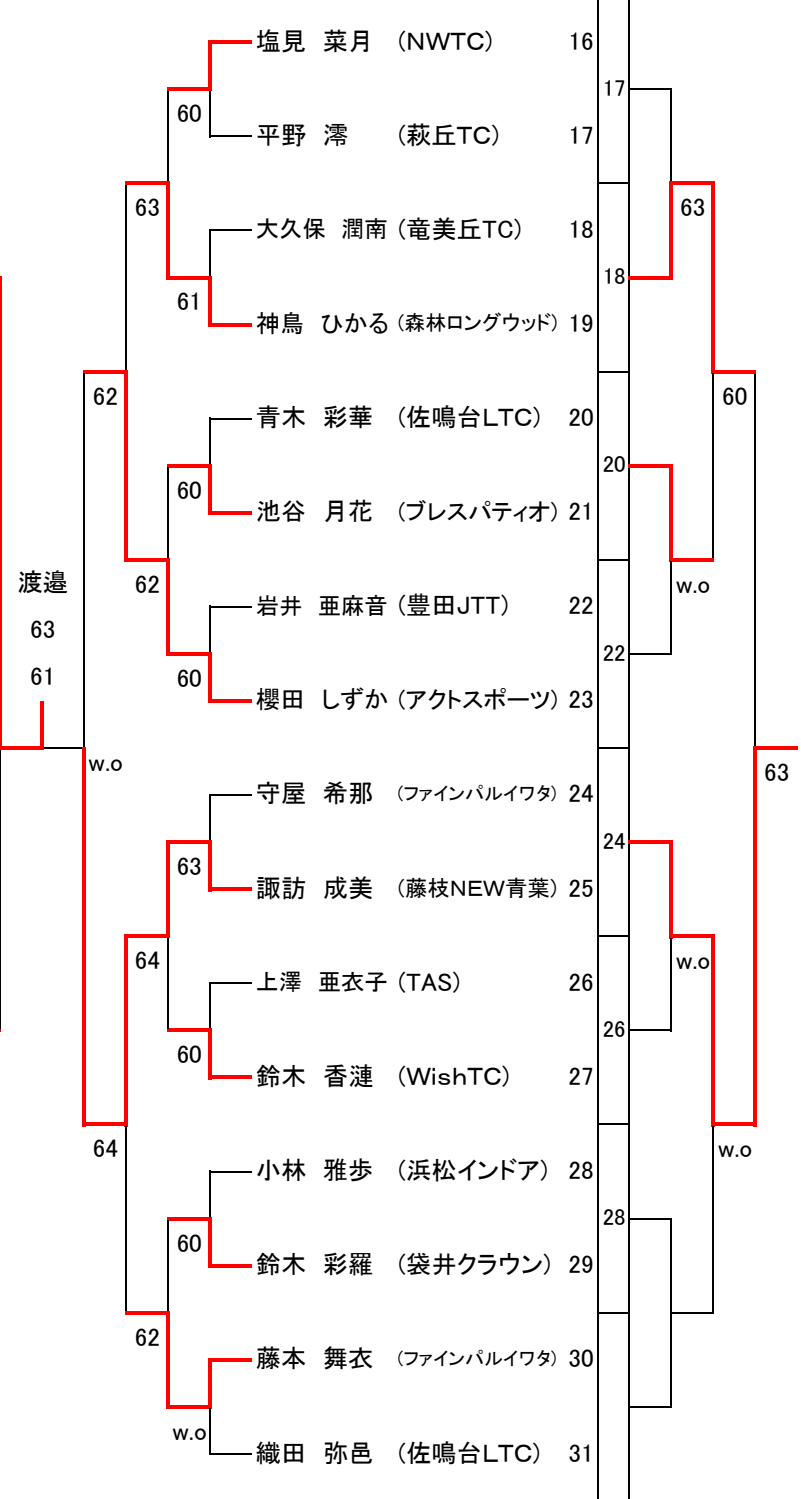 塩見 菜月 (NWTC) 16
17
60
平野 澪 (萩丘TC) 17
63
63
大久保 潤南 (竜美丘TC) 18
18
61
神鳥 ひかる (森林ロングウッド) 19
62
60
青木 彩華 (佐鳴台LTC) 20
20
60
池谷 月花 (ブレスパティオ) 21
渡邉
62
w.o
岩井 亜麻音 (豊田JTT) 22
63
22
61
60
櫻田 しずか (アクトスポーツ) 23
w.o
63
守屋 希那 (ファインパルイワタ) 24
24
63
諏訪 成美 (藤枝NEW青葉) 25
64
w.o
上澤 亜衣子 (TAS) 26
26
60
鈴木 香漣 (WishTC) 27
64
w.o
小林 雅歩 (浜松インドア) 28
28
60
鈴木 彩羅 (袋井クラウン) 29
62
藤本 舞衣 (ファインパルイワタ) 30
w.o
織田 弥邑 (佐鳴台LTC) 31